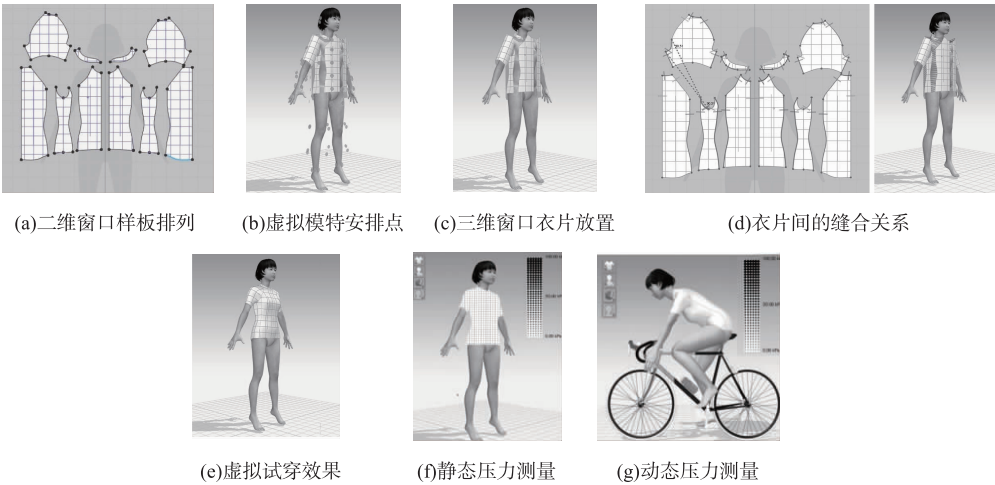 (a)二维窗口样板排列
(b)虚拟模特安排点
(c)三维窗口衣片放置
(d)衣片间的缝合关系
(e)虚拟试穿效果
(f)静态压力测量
(g)动态压力测量